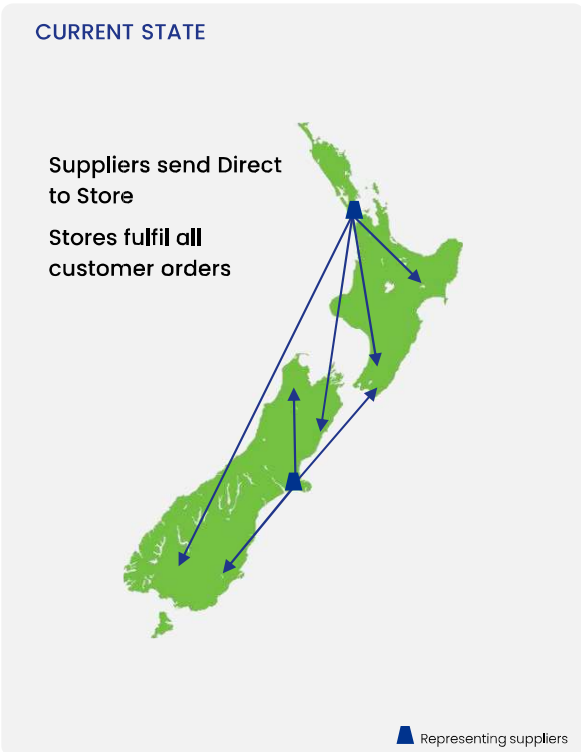 CURRENT STATE
Suppliers send Direct
to Store
Stores fulfil all
customer orders
Representing suppliers